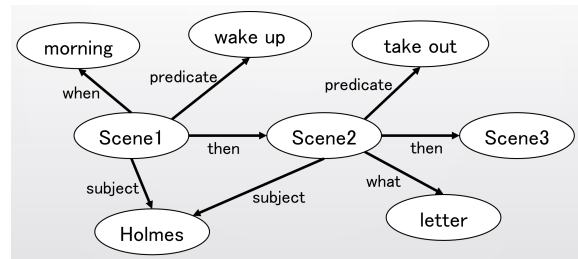 morning
wake up
take out
when
predicate
predicate
Scene1
then
Scene2
then
Scene3
subject
subject
what
Holmes
letter